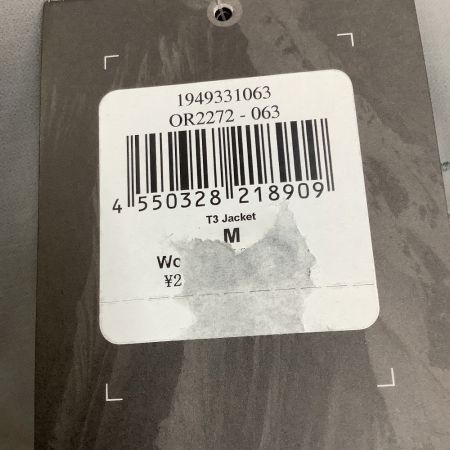 1949331063
OR2272 - 063
4 550328 218909
T3 Jacket
M
Wo
¥2